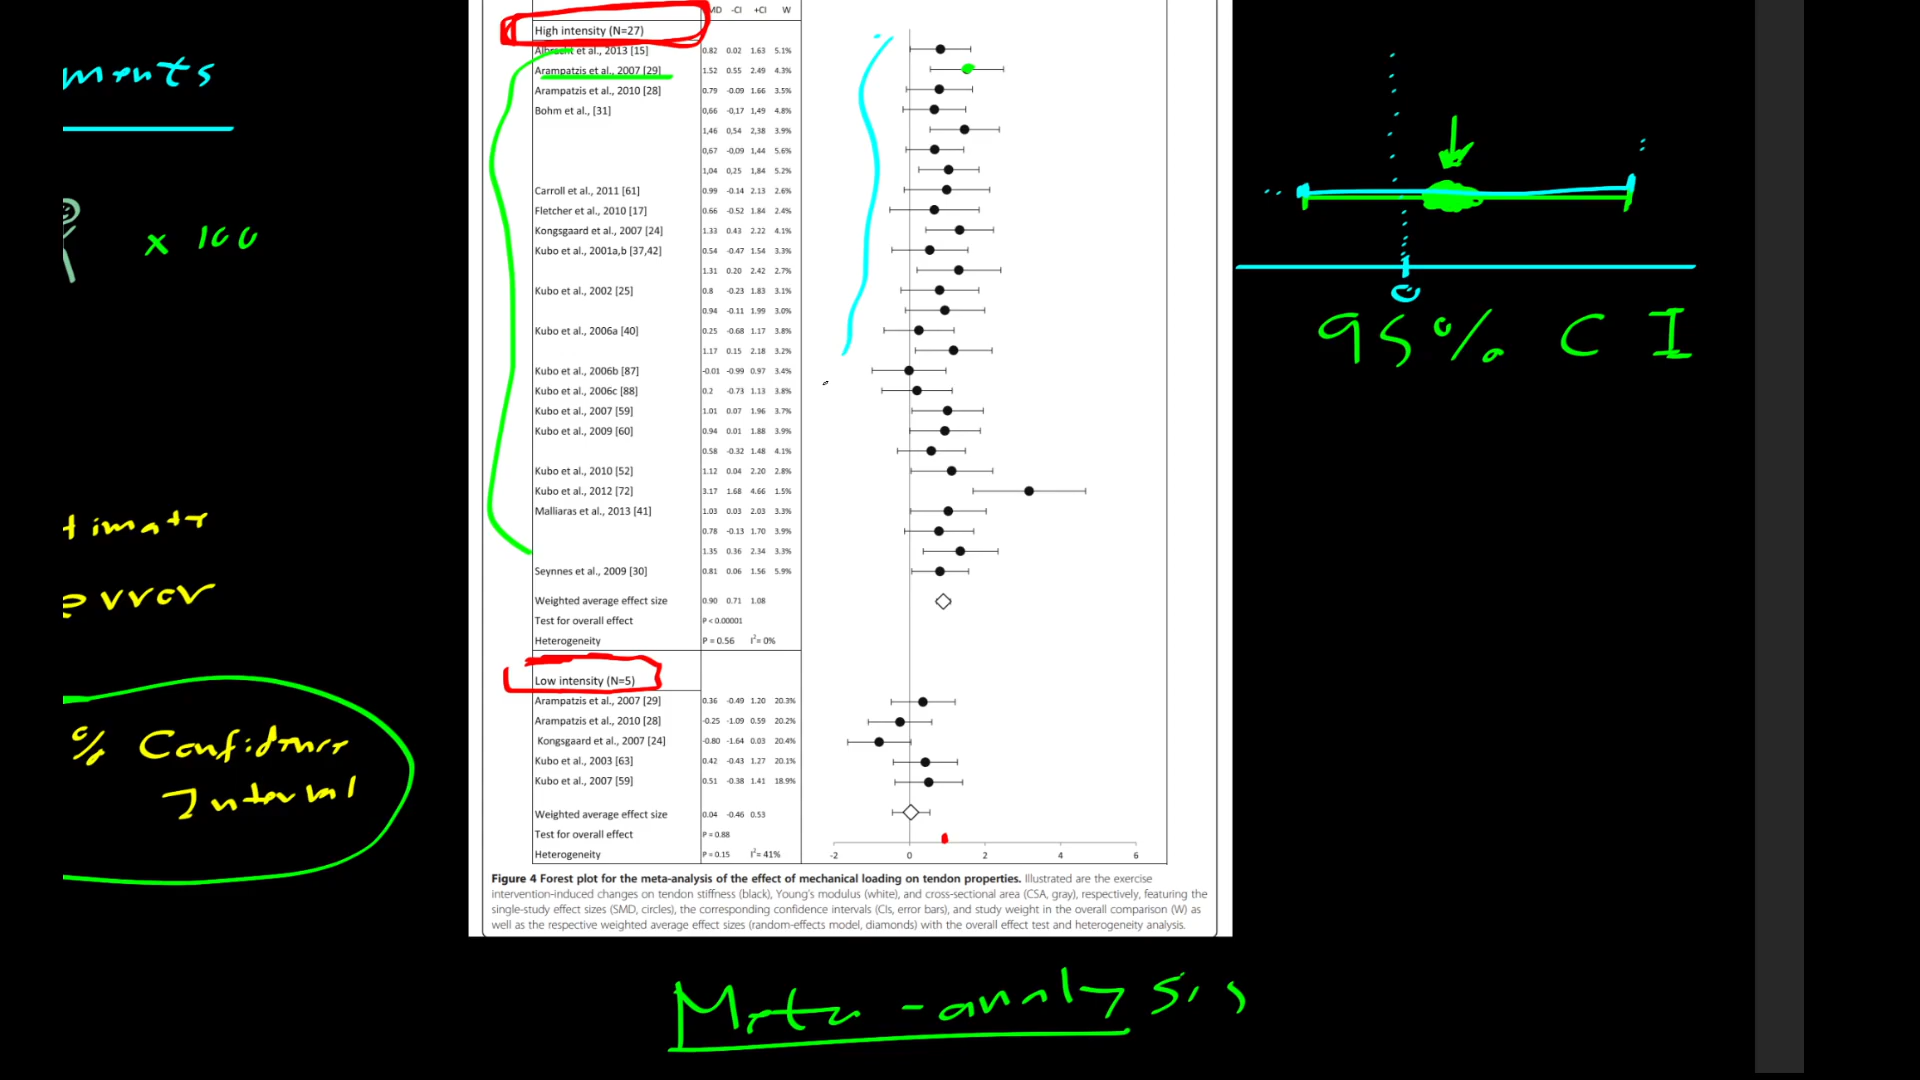 MD -CI +CI W
High intensity (N=27)
Albrecht et al., 2013 [15] 0.82 0.02 1.63 5.1%
Arampatzis et al., 2007 [29] 1.52 0.55 2.49 4.3%
Arampatzis et al., 2010 [28] 0.79 -0.09 1.66 3.5%
Bohm et al., [31] 0,66 -0,17 1,49 4.8%
1,46 0,54 2,38 3.9%
0,67 -0,09 1,44 5.6%
1,04 0,25 1,84 5.2%
Carroll et al., 2011 [61] 0.99 -0.14 2.13 2.6%
Fletcher et al., 2010 [17] 0.66 -0.52 1.84 2.4%
Kongsgaard et al., 2007 [24] 1.33 0.43 2.22 4.1%
Kubo et al., 2001a,b [37,42] 0.54 -0.47 1.54 3.3%
1.31 0.20 2.42 2.7%
Kubo et al., 2002 [25] 0.8 -0.23 1.83 3.1%
0.94 -0.11 1.99 3.0%
Kubo et al., 2006a [40] 0.25 -0.68 1.17 3.8%
1.17 0.15 2.18 3.2%
Kubo et al., 2006b [87] -0.01 -0.99 0.97 3.4%
Kubo et al., 2006c [88] 0.2 -0.73 1.13 3.8%
Kubo et al., 2007 [59] 1.01 0.07 1.96 3.7%
Kubo et al., 2009 [60] 0.94 0.01 1.88 3.9%
0.58 -0.32 1.48 4.1%
Kubo et al., 2010 [52] 1.12 0.04 2.20 2.8%
Kubo et al., 2012 [72] 3.17 1.68 4.66 1.5%
Malliaras et al., 2013 [41] 1.03 0.03 2.03 3.3%
0.78 -0.13 1.70 3.9%
1.35 0.36 2.34 3.3%
Seynnes et al., 2009 [30] 0.81 0.06 1.56 5.9%
Weighted average effect size 0.90 0.71 1.08
Test for overall effect P < 0.00001
Heterogeneity P = 0.56 I²= 0%
Low intensity (N=5)
Arampatzis et al., 2007 [29] 0.36 -0.49 1.20 20.3%
Arampatzis et al., 2010 [28] -0.25 -1.09 0.59 20.2%
Kongsgaard et al., 2007 [24] -0.80 -1.64 0.03 20.4%
Kubo et al., 2003 [63] 0.42 -0.43 1.27 20.1%
Kubo et al., 2007 [59] 0.51 -0.38 1.41 18.9%
Weighted average effect size 0.04 -0.46 0.53
Test for overall effect P = 0.88
Heterogeneity P = 0.15 I²= 41%
-2 0 2 4 6
Figure 4 Forest plot for the meta-analysis of the effect of mechanical loading on tendon properties. Illustrated are the exercise
intervention-induced changes on tendon stiffness (black), Young's modulus (white), and cross-sectional area (CSA, gray), respectively, featuring the
single-study effect sizes (SMD, circles), the corresponding confidence intervals (CIs, error bars), and study weight in the overall comparison (W) as
well as the respective weighted average effect sizes (random-effects model, diamonds) with the overall effect test and heterogeneity analysis.
ments
x 100
timate
error
% Confidence
Interval
0
95% CI
Meta-analysis